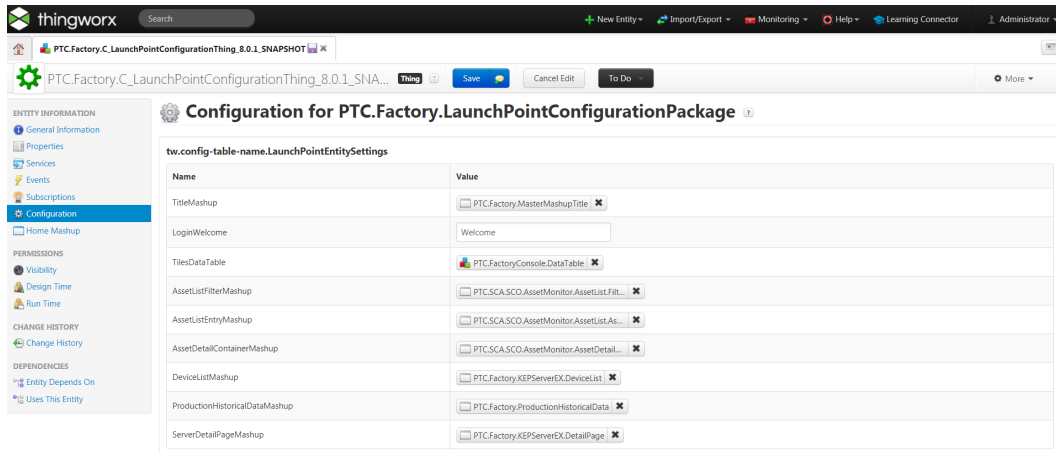 thingworx
Search
New Entity
Import/Export
Monitoring
Help
Learning Connector
Administrator
PTC.Factory.C_LaunchPointConfigurationThing_8.0.1_SNAPSHOT
PTC.Factory.C_LaunchPointConfigurationThing_8.0.1_SNA... Thing ?
Save
Cancel Edit
To Do
More
ENTITY INFORMATION
General Information
Properties
Services
Events
Subscriptions
Configuration
Home Mashup
PERMISSIONS
Visibility
Design Time
Run Time
CHANGE HISTORY
Change History
DEPENDENCIES
Entity Depends On
Uses This Entity
Configuration for PTC.Factory.LaunchPointConfigurationPackage ?
tw.config-table-name.LaunchPointEntitySettings
Name Value
TitleMashup PTC.Factory.MasterMashupTitle
LoginWelcome Welcome
TilesDataTable PTC.FactoryConsole.DataTable
AssetListFilterMashup PTC.SCA.SCO.AssetMonitor.AssetList.Filt...
AssetListEntryMashup PTC.SCA.SCO.AssetMonitor.AssetList.As...
AssetDetailContainerMashup PTC.SCA.SCO.AssetMonitor.AssetDetail...
DeviceListMashup PTC.Factory.KEPServerEX.DeviceList
ProductionHistoricalDataMashup PTC.Factory.ProductionHistoricalData
ServerDetailPageMashup PTC.Factory.KEPServerEX.DetailPage